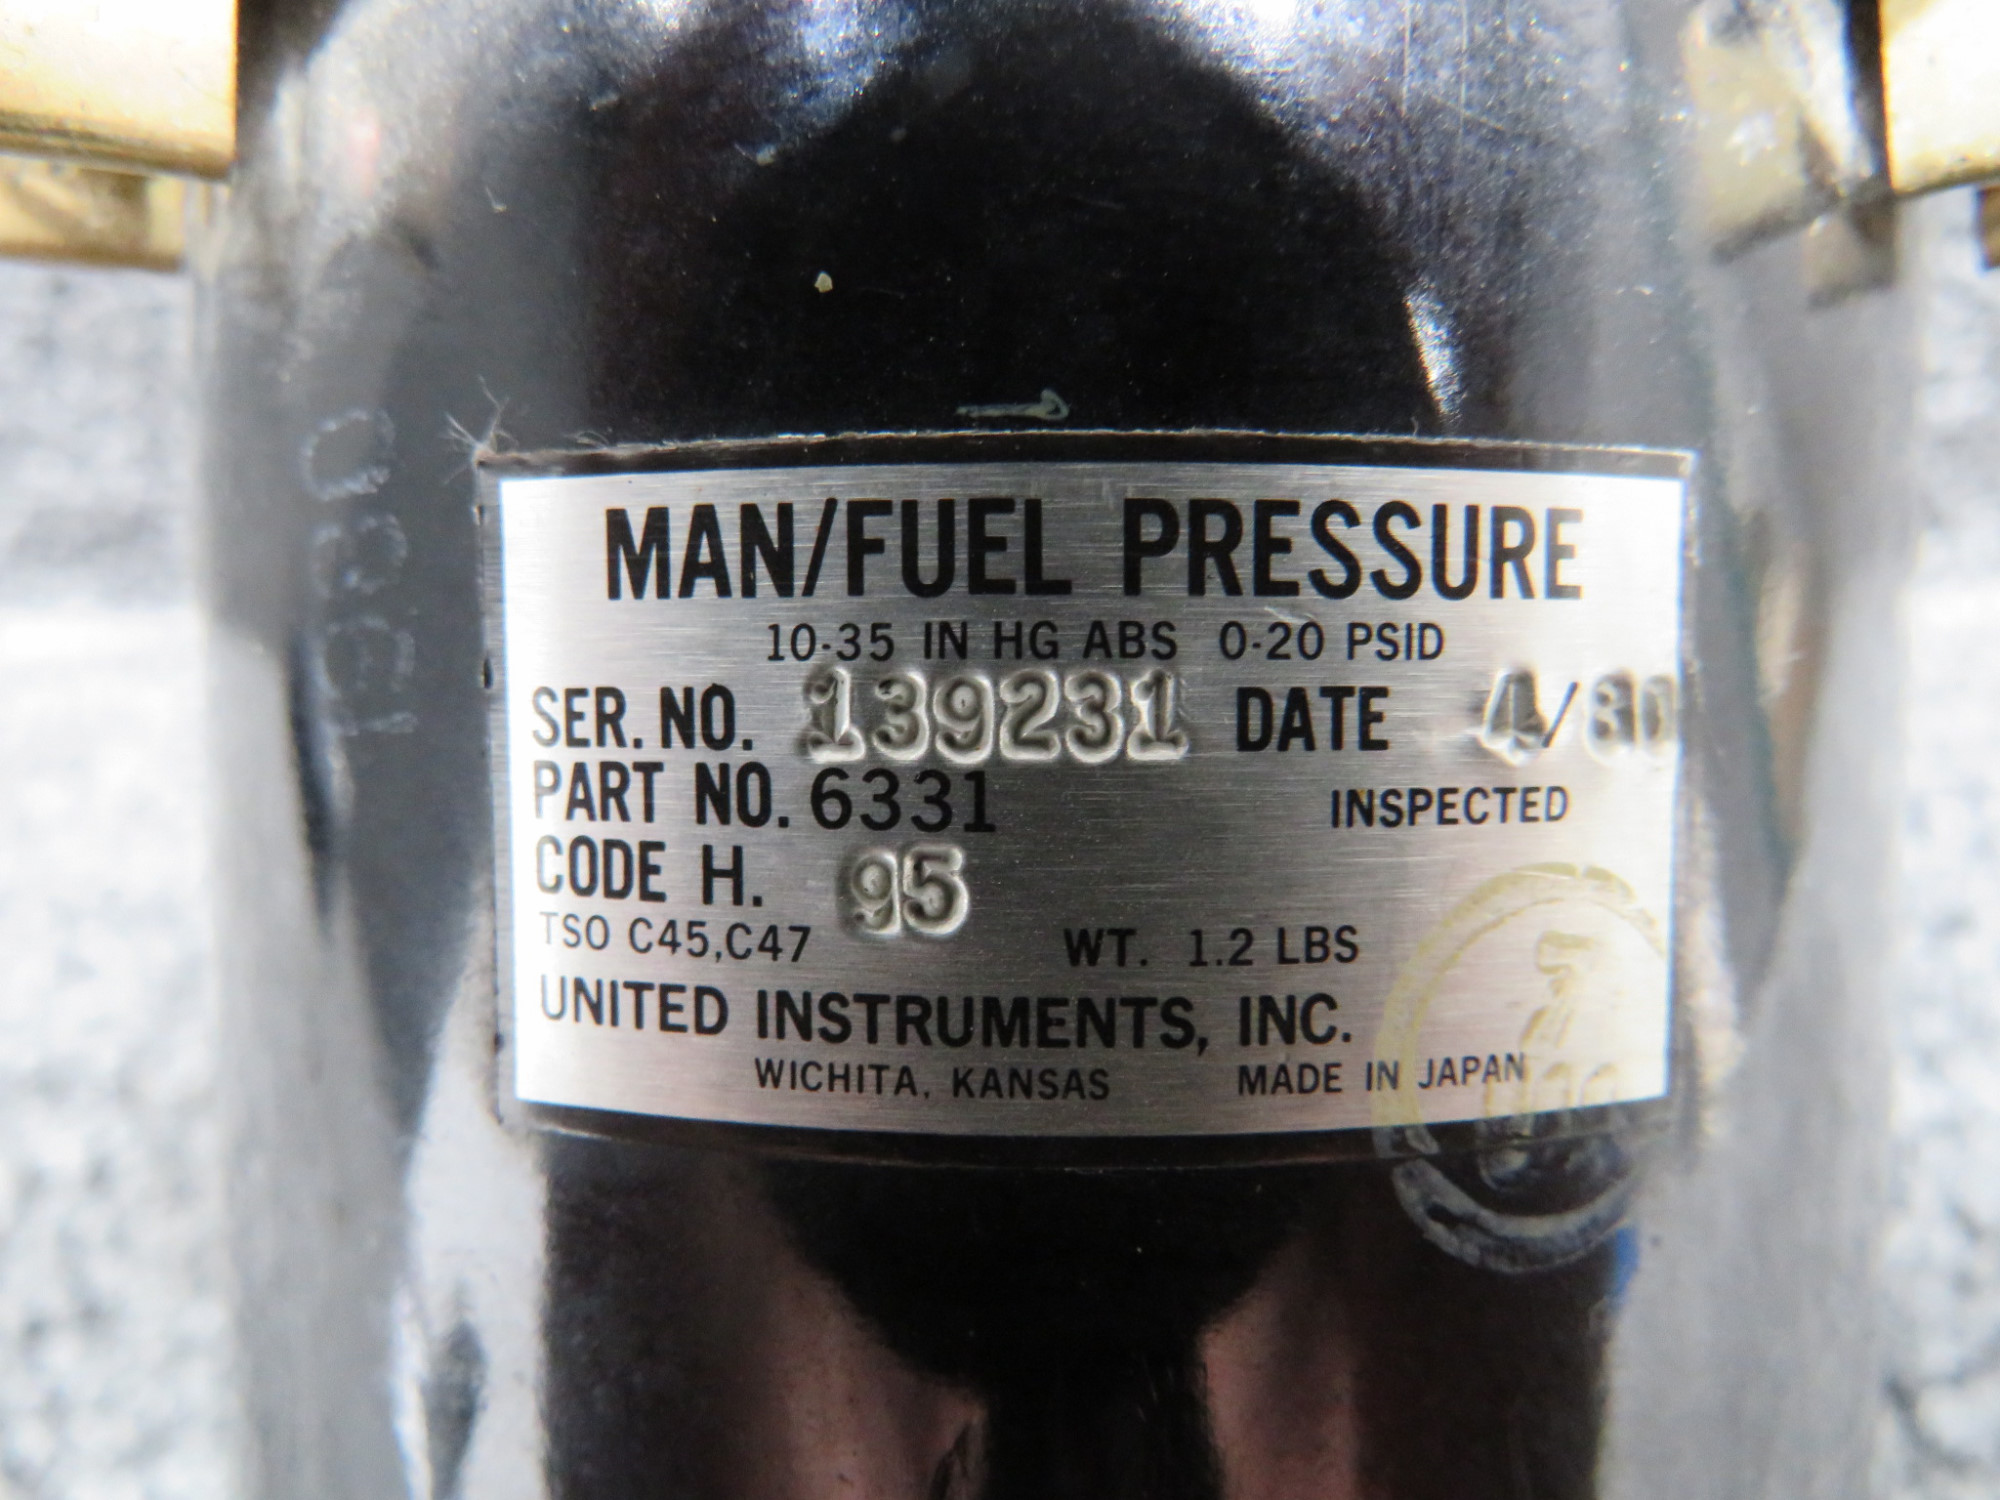 MAN/FUEL PRESSURE
10-35 IN HG ABS 0-20 PSID
SER. NO. 139231 DATE 4/80
PART NO. 6331 INSPECTED
CODE H. 95
TSO C45,C47 WT. 1.2 LBS
UNITED INSTRUMENTS, INC.
WICHITA, KANSAS MADE IN JAPAN